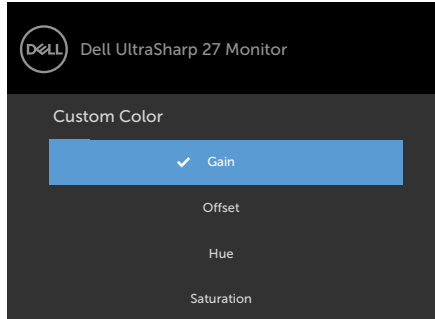 DELL
Dell UltraSharp 27 Monitor
Custom Color
Gain
Offset
Hue
Saturation